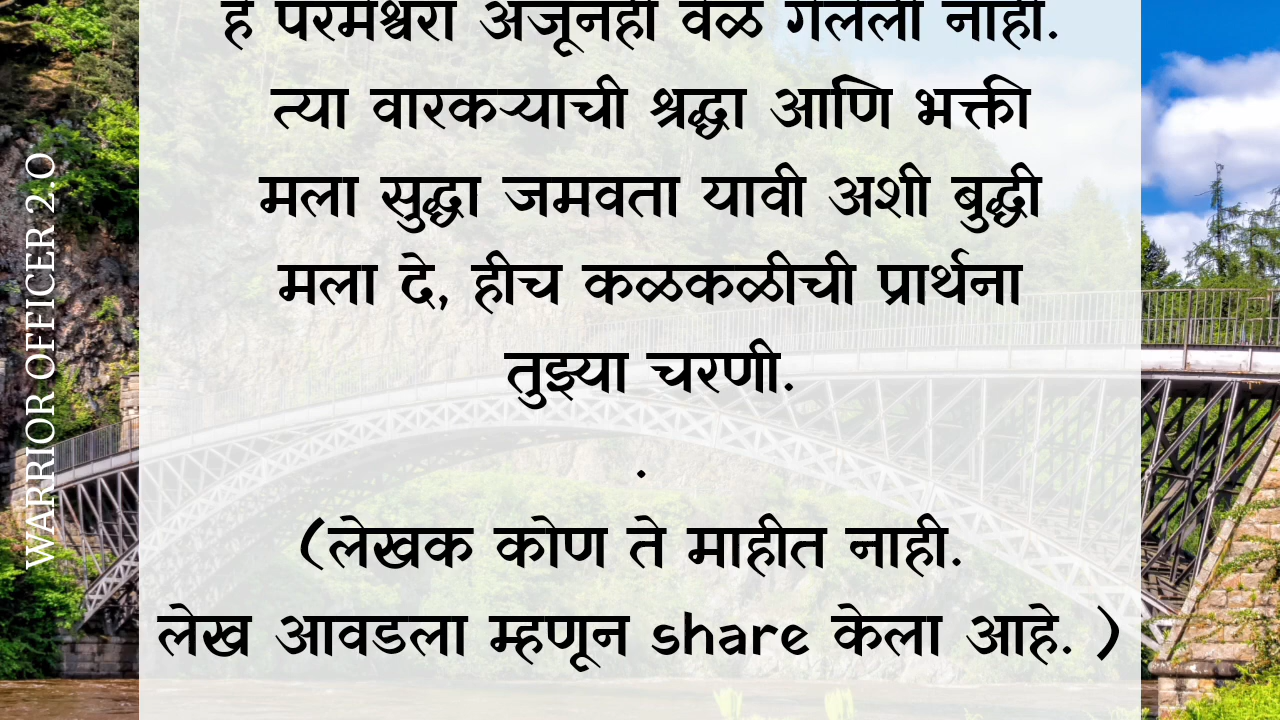 हे परमेश्वरा अजूनही वेळ गेलेली नाही.
त्या वारकऱ्याची श्रद्धा आणि भक्ती
मला सुद्धा जमवता यावी अशी बुद्धी
मला दे, हीच कळकळीची प्रार्थना
तुझ्या चरणी.
.
(लेखक कोण ते माहीत नाही.
लेख आवडला म्हणून share केला आहे. )
WARRIOR OFFICER 2.O